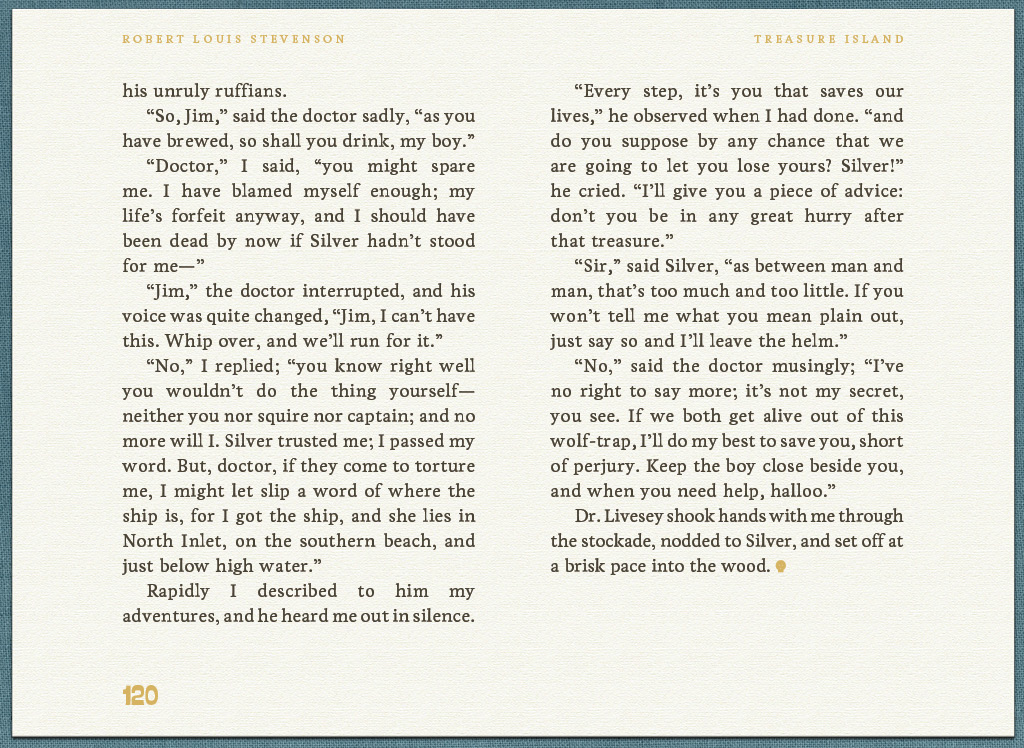 ROBERT LOUIS STEVENSON
TREASURE ISLAND
his unruly ruffians.
“So, Jim,” said the doctor sadly, “as you
have brewed, so shall you drink, my boy.”
“Doctor,” I said, “you might spare
me. I have blamed myself enough; my
life’s forfeit anyway, and I should have
been dead by now if Silver hadn’t stood
for me—”
“Jim,” the doctor interrupted, and his
voice was quite changed, “Jim, I can’t have
this. Whip over, and we’ll run for it.”
“No,” I replied; “you know right well
you wouldn’t do the thing yourself—
neither you nor squire nor captain; and no
more will I. Silver trusted me; I passed my
word. But, doctor, if they come to torture
me, I might let slip a word of where the
ship is, for I got the ship, and she lies in
North Inlet, on the southern beach, and
just below high water.”
Rapidly I described to him my
adventures, and he heard me out in silence.
“Every step, it’s you that saves our
lives,” he observed when I had done. “and
do you suppose by any chance that we
are going to let you lose yours? Silver!”
he cried. “I’ll give you a piece of advice:
don’t you be in any great hurry after
that treasure.”
“Sir,” said Silver, “as between man and
man, that’s too much and too little. If you
won’t tell me what you mean plain out,
just say so and I’ll leave the helm.”
“No,” said the doctor musingly; “I’ve
no right to say more; it’s not my secret,
you see. If we both get alive out of this
wolf-trap, I’ll do my best to save you, short
of perjury. Keep the boy close beside you,
and when you need help, halloo.”
Dr. Livesey shook hands with me through
the stockade, nodded to Silver, and set off at
a brisk pace into the wood.
120